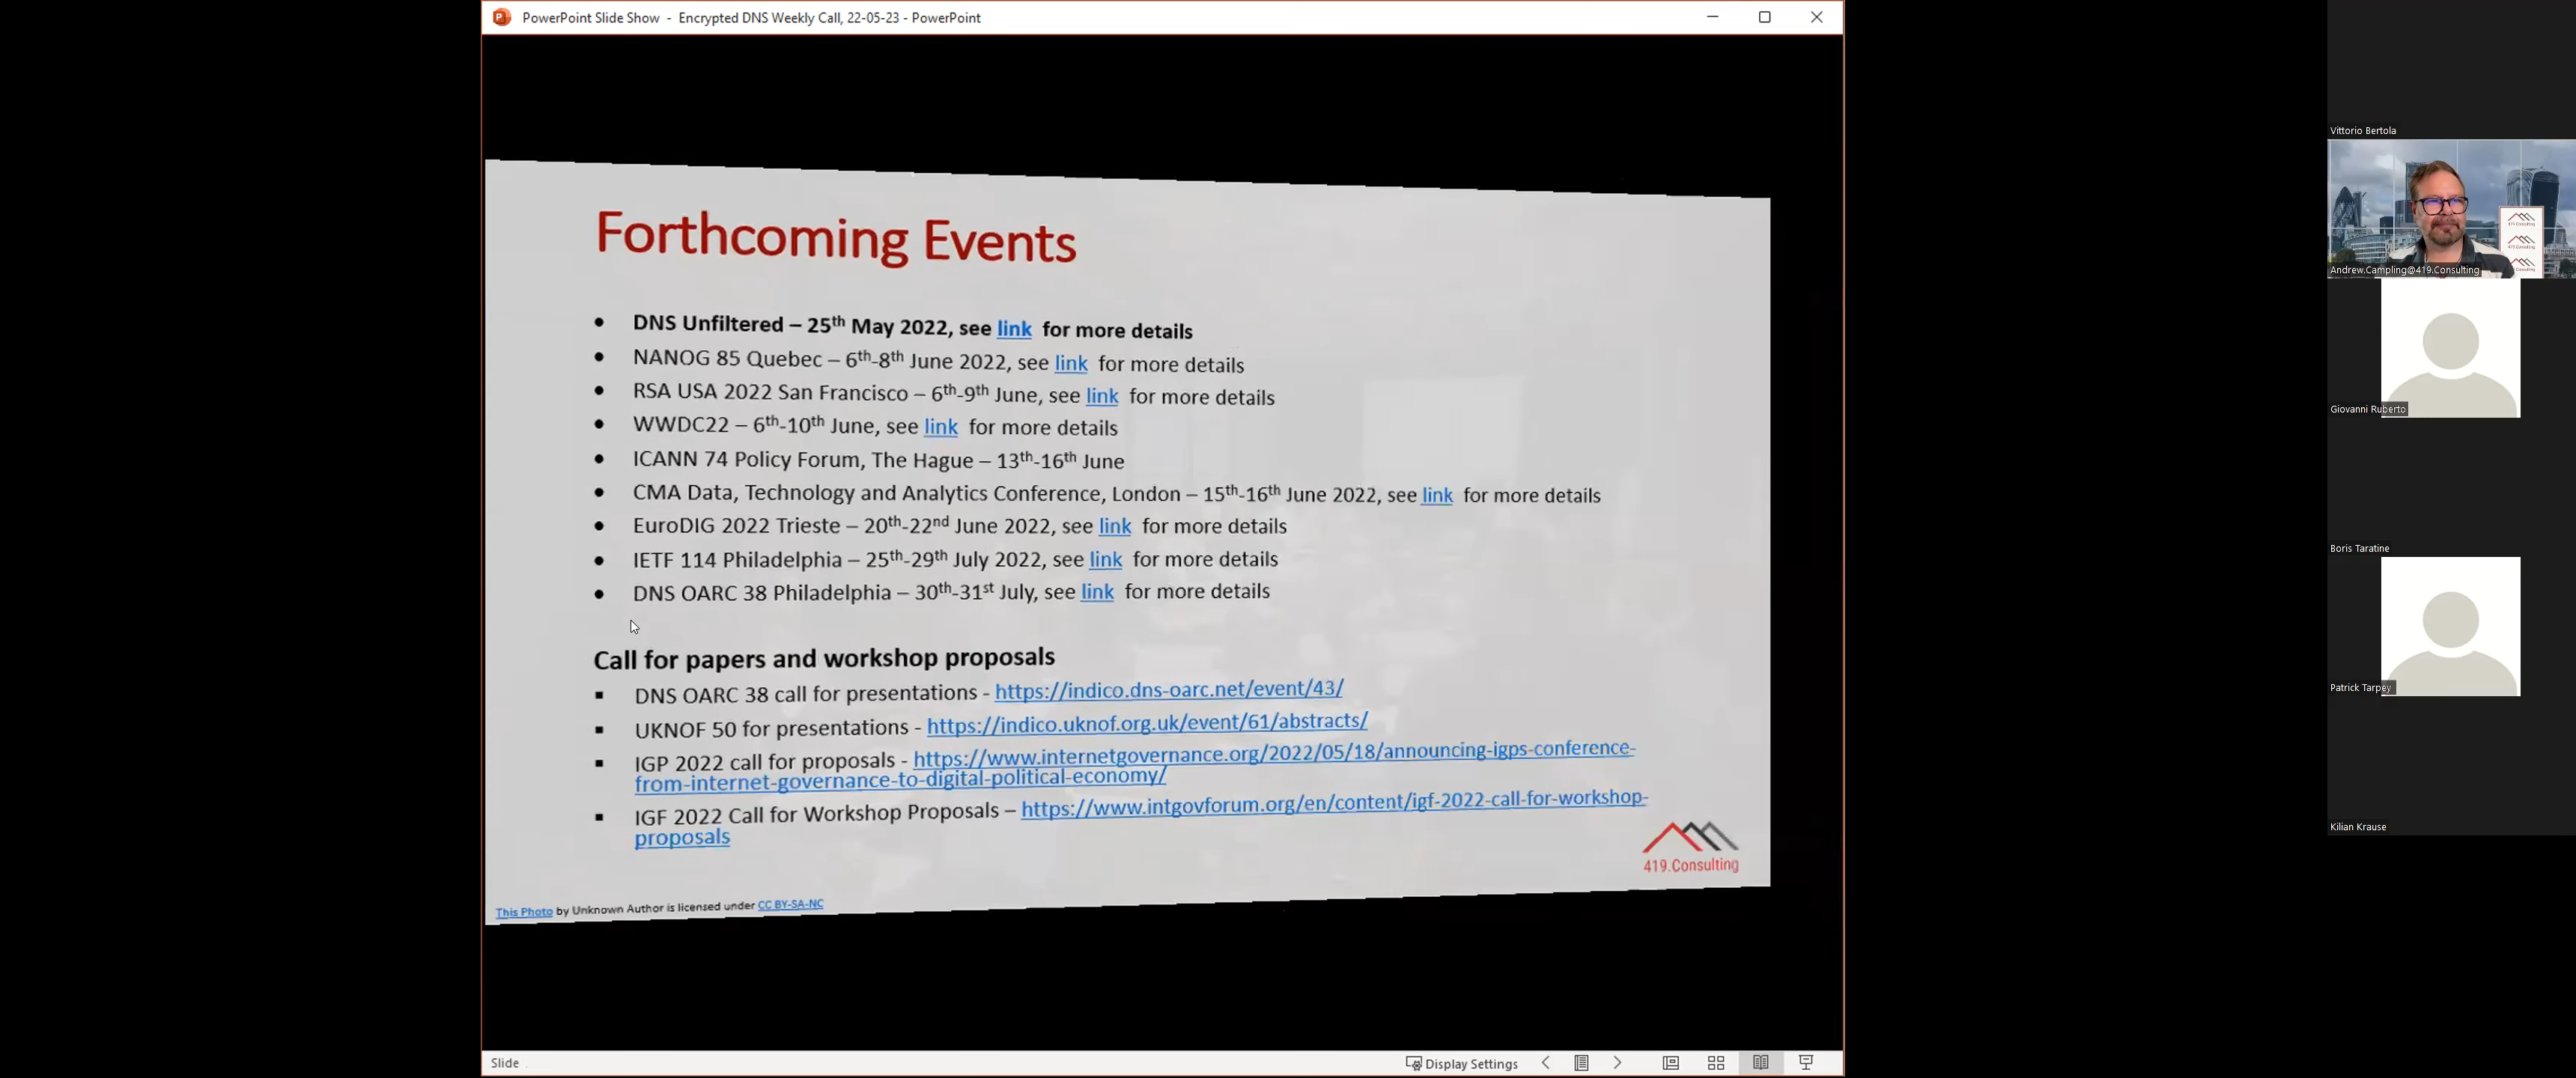 PowerPoint Slide Show - Encrypted DNS Weekly Call, 22-05-23 - PowerPoint
Forthcoming Events
• DNS Unfiltered – 25th May 2022, see link for more details
• NANOG 85 Quebec – 6th-8th June 2022, see link for more details
• RSA USA 2022 San Francisco – 6th-9th June, see link for more details
• WWDC22 – 6th-10th June, see link for more details
• ICANN 74 Policy Forum, The Hague – 13th-16th June
• CMA Data, Technology and Analytics Conference, London – 15th-16th June 2022, see link for more details
• EuroDIG 2022 Trieste – 20th-22nd June 2022, see link for more details
• IETF 114 Philadelphia – 25th-29th July 2022, see link for more details
• DNS OARC 38 Philadelphia – 30th-31st July, see link for more details
Call for papers and workshop proposals
▪ DNS OARC 38 call for presentations - https://indico.dns-oarc.net/event/43/
▪ UKNOF 50 for presentations - https://indico.uknof.org.uk/event/61/abstracts/
▪ IGP 2022 call for proposals - https://www.internetgovernance.org/2022/05/18/announcing-igps-conference-
from-internet-governance-to-digital-political-economy/
▪ IGF 2022 Call for Workshop Proposals – https://www.intgovforum.org/en/content/igf-2022-call-for-workshop-
proposals
419.Consulting
This Photo by Unknown Author is licensed under CC BY-SA-NC
Slide
Display Settings
Vittorio Bertola
Andrew.Campling@419.Consulting
Giovanni Ruberto
Boris Taratine
Patrick Tarpey
Kilian Krause